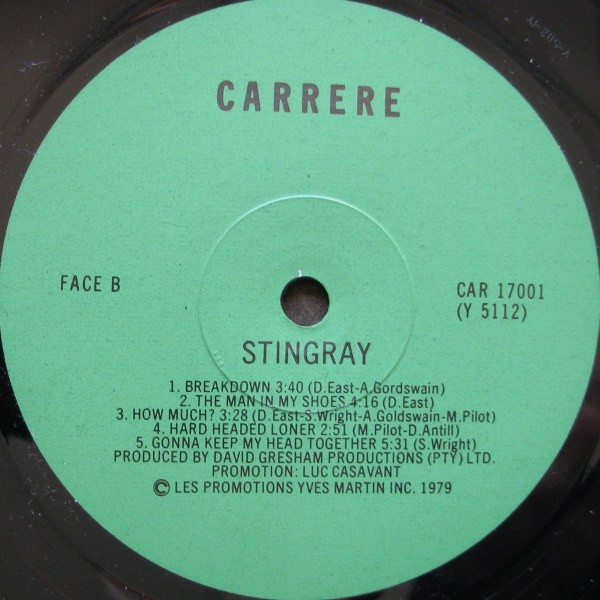 CARRERE
FACE B
CAR 17001
(Y 5112)
STINGRAY
1. BREAKDOWN 3:40 (D.East-A.Gordswain)
2. THE MAN IN MY SHOES 4:16 (D.East)
3. HOW MUCH? 3:28 (D.East-S.Wright-A.Goldswain-M.Pilot)
4. HARD HEADED LONER 2:51 (M.Pilot-D.Antill)
5. GONNA KEEP MY HEAD TOGETHER 5:31 (S.Wright)
PRODUCED BY DAVID GRESHAM PRODUCTIONS (PTY) LTD.
PROMOTION: LUC CASAVANT
© LES PROMOTIONS YVES MARTIN INC. 1979